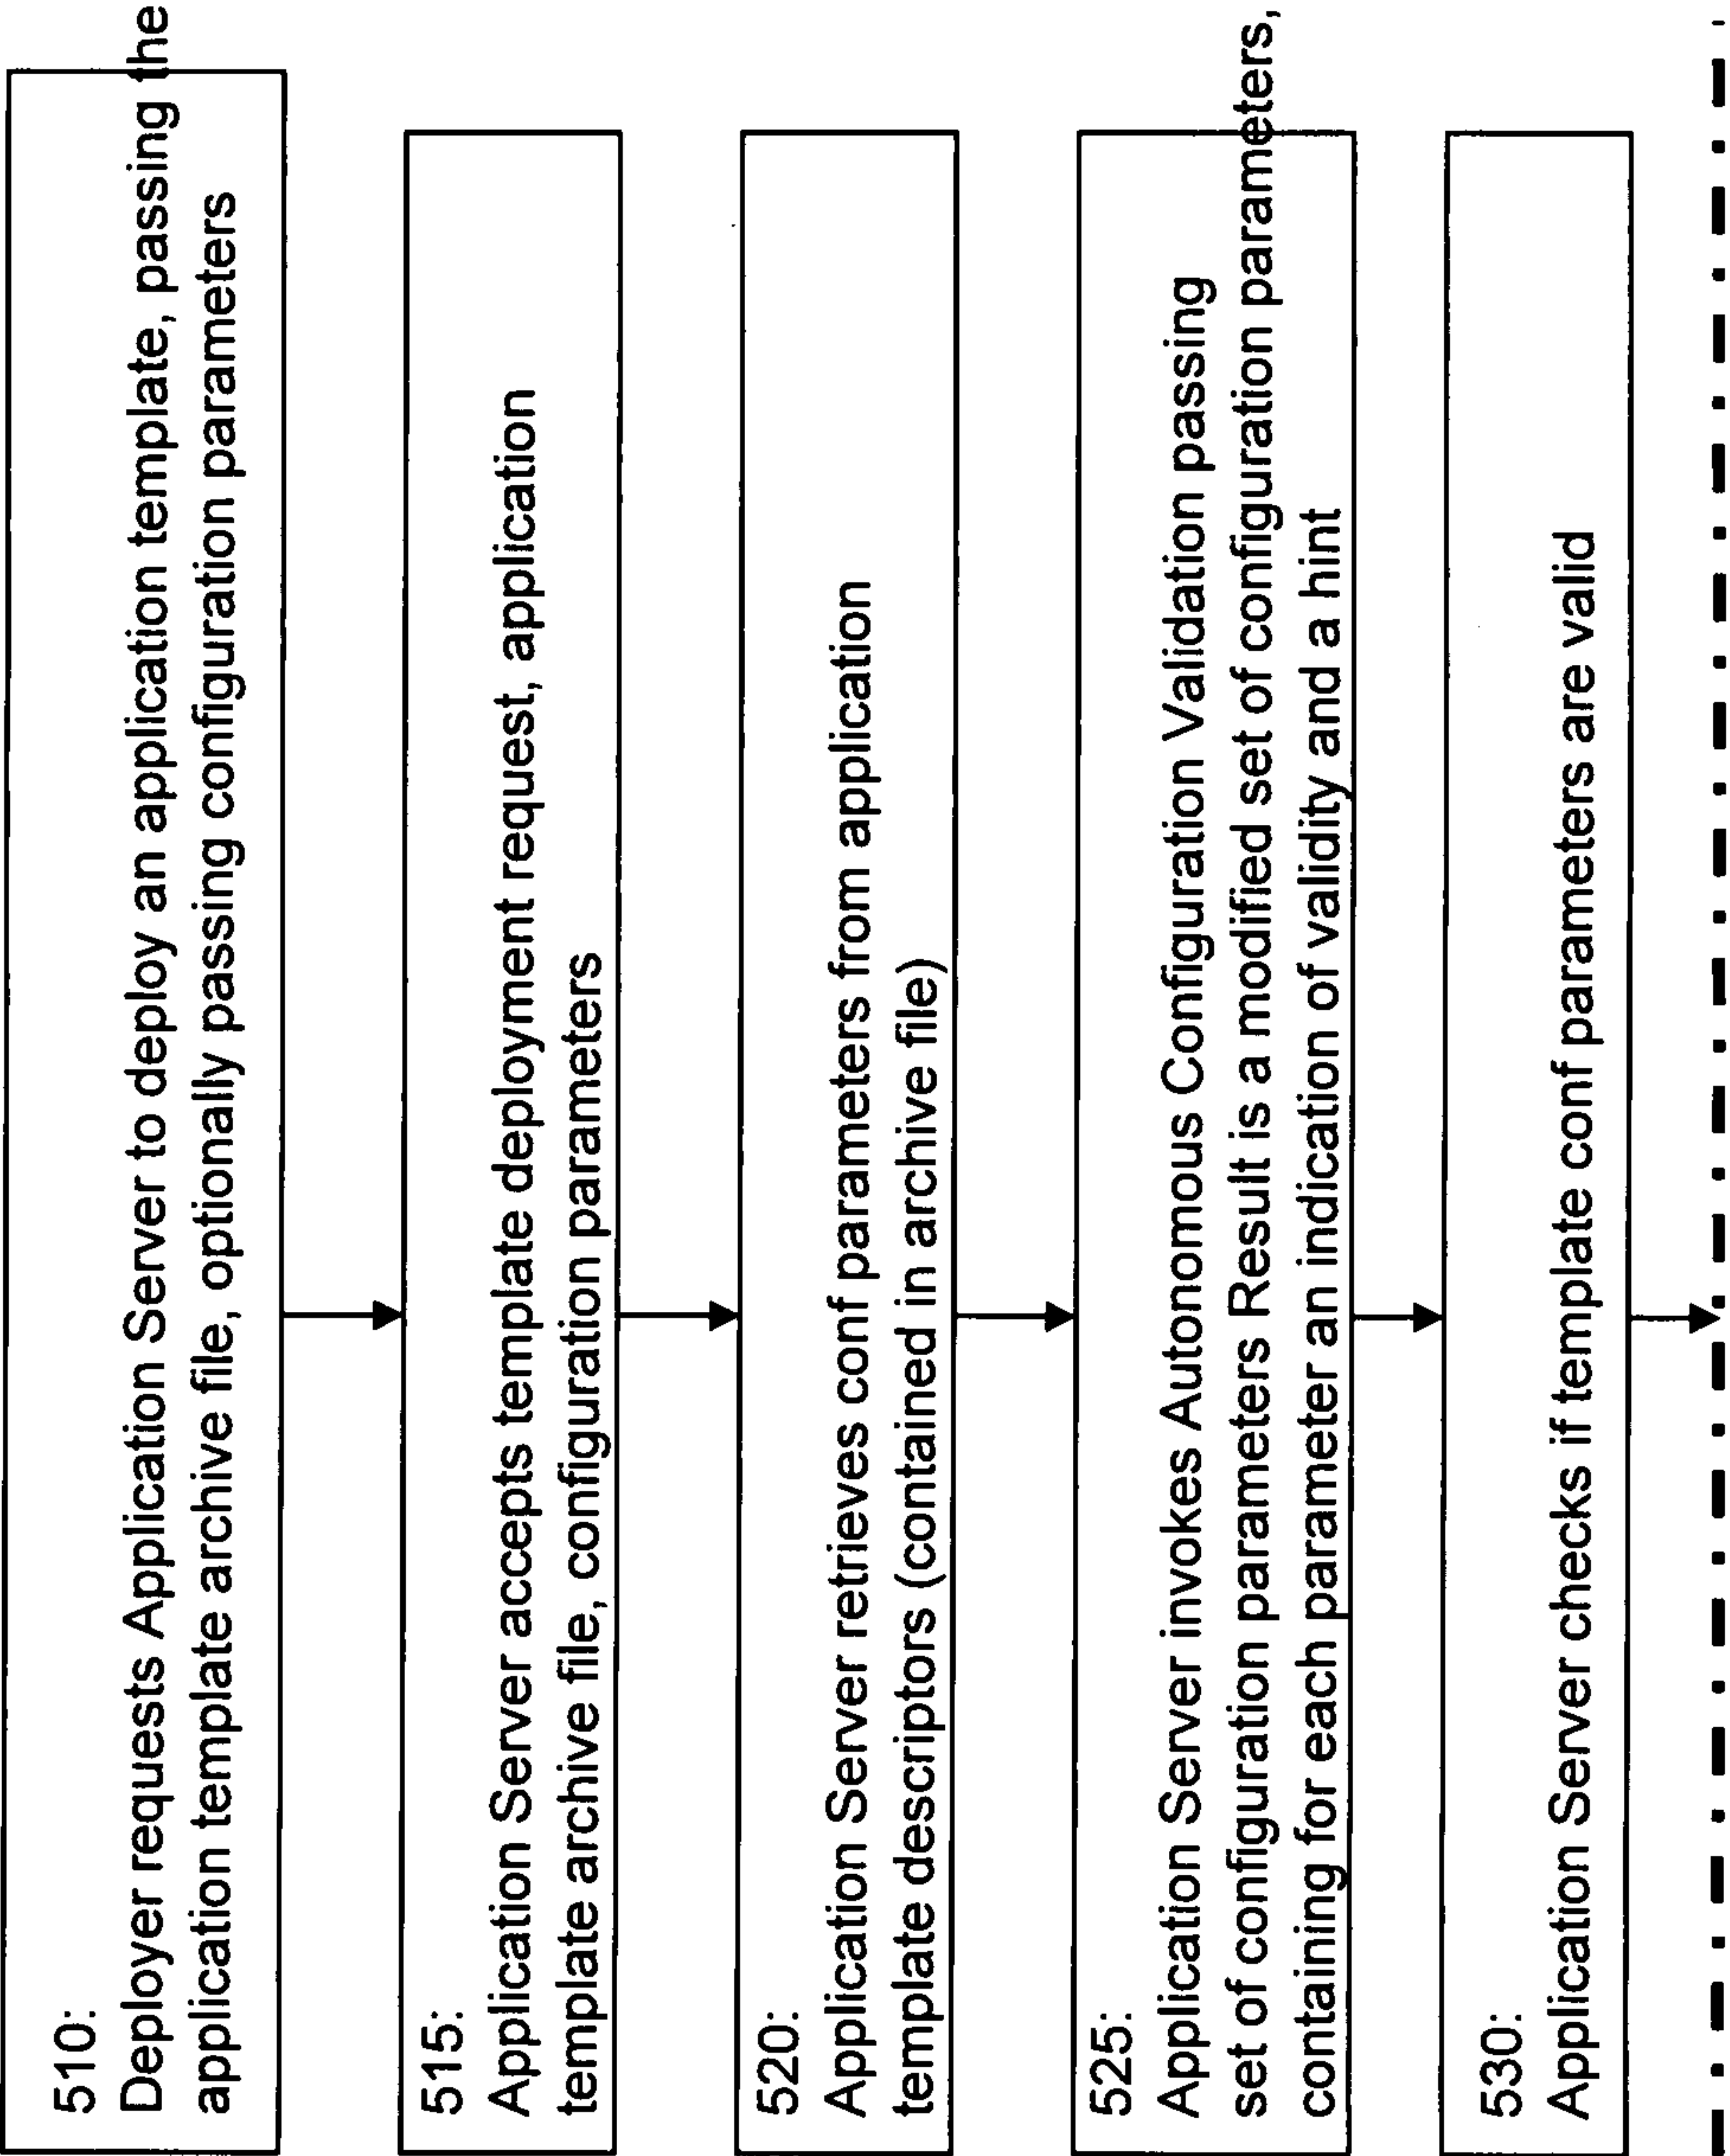 510:
Deployer requests Application Server to deploy an application template, passing the
application template archive file, optionally passing configuration parameters
515:
Application Server accepts template deployment request, application
template archive file, configuration parameters
520:
Application Server retrieves conf parameters from application
template descriptors (contained in archive file)
525:
Application Server invokes Autonomous Configuration Validation passing
set of configuration parameters Result is a modified set of configuration parameters,
containing for each parameter an indication of validity and a hint
530:
Application Server checks if template conf parameters are valid